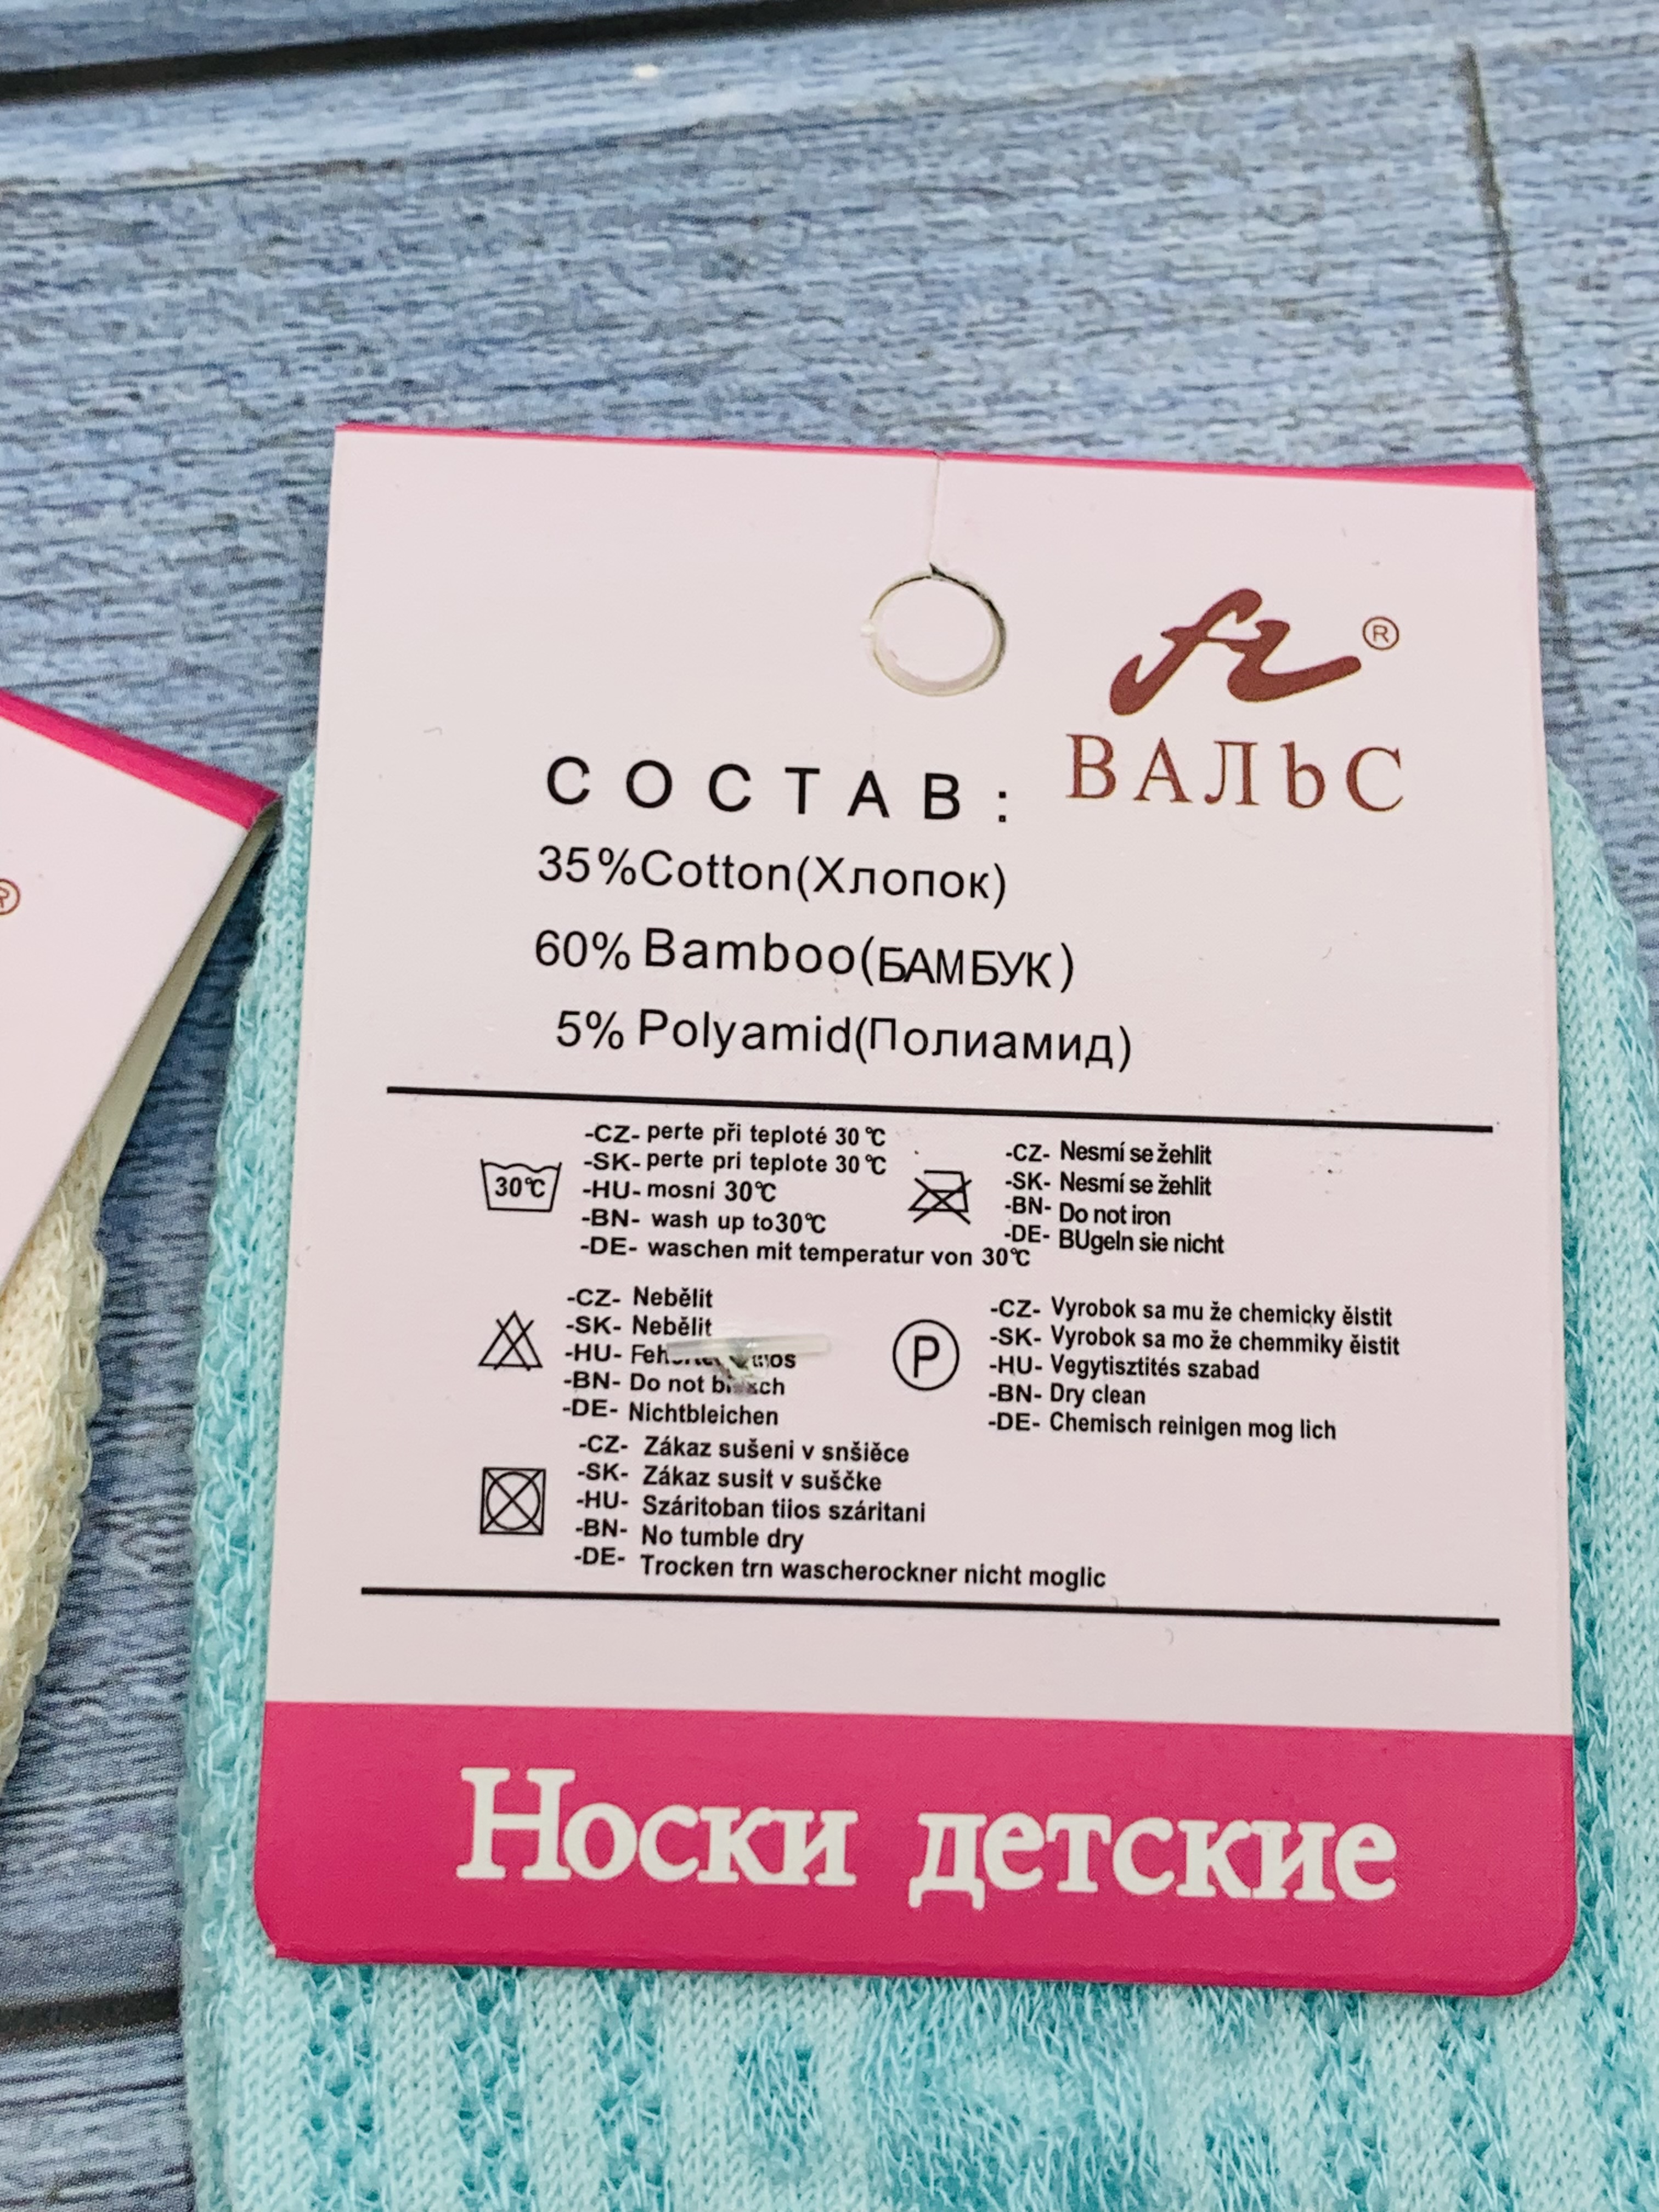 ®
ВАЛЬС
СОСТАВ:
35%Cotton(Хлопок)
60% Bamboo(БАМБУК)
5% Polyamid(Полиамид)
30℃
-CZ- perte při teploté 30℃
-SK- perte pri teplote 30℃
-HU- mosni 30℃
-BN- wash up to30℃
-DE- waschen mit temperatur von 30℃
-CZ- Nesmí se žehlit
-SK- Nesmí se žehlit
-BN- Do not iron
-DE- BUgeln sie nicht
-CZ- Nebělit
-SK- Nebělit
-HU-
-BN- Do not
-DE- Nichtbleichen
P
-CZ- Vyrobok sa mu že chemicky ěistit
-SK- Vyrobok sa mo že chemmiky ěistit
-HU- Vegytisztités szabad
-BN- Dry clean
-DE- Chemisch reinigen mog lich
-CZ- Zákaz sušeni v snšiěce
-SK- Zákaz susit v suščke
-HU- Száritoban tiios száritani
-BN- No tumble dry
-DE- Trocken trn wascherockner nicht moglic
Носки детские
®